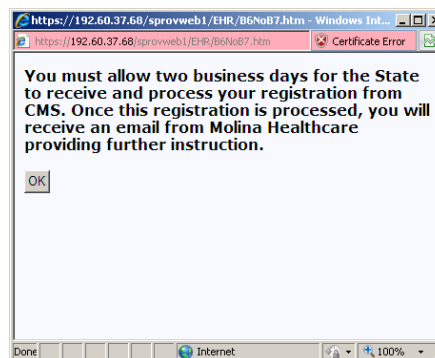 https://192.60.37.68/sprovweb1/EHR/B6NoB7.htm - Windows Int...
https://192.60.37.68/sprovweb1/EHR/B6NoB7.htm Certificate Error
You must allow two business days for the State
to receive and process your registration from
CMS. Once this registration is processed, you will
receive an email from Molina Healthcare
providing further instruction.
OK
Done Internet 100%